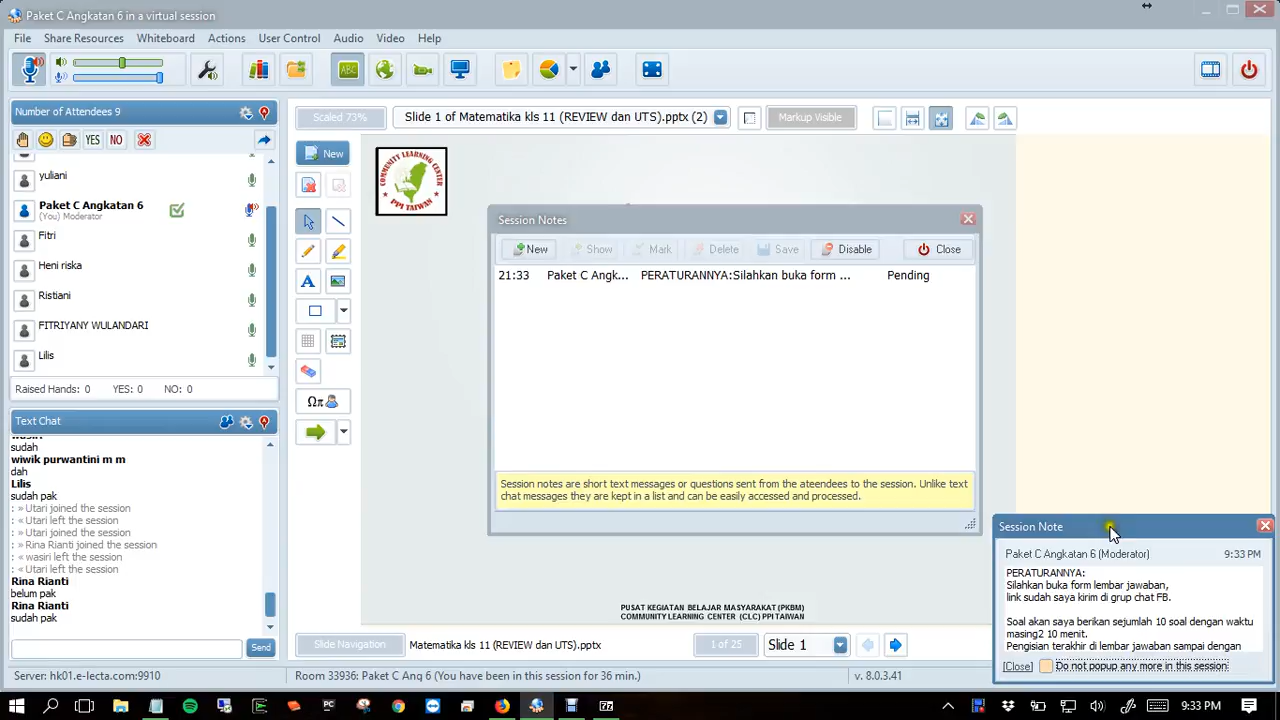 Paket C Angkatan 6 in a virtual session
File Share Resources Whiteboard Actions User Control Audio Video Help
ABC
Number of Attendees 9
YES NO
yuliani
Paket C Angkatan 6
(You) Moderator
Fitri
Heni riska
Ristiani
FITRIYANY WULANDARI
Lilis
Raised Hands: 0 YES: 0 NO: 0
Text Chat
sudah
wiwik purwantini m m
dah
Lilis
sudah pak
: » Utari joined the session
: « Utari left the session
: » Utari joined the session
: » Rina Rianti joined the session
: « wasiri left the session
: « Utari left the session
Rina Rianti
belum pak
Rina Rianti
sudah pak
Send
Scaled 73%
Slide 1 of Matematika kls 11 (REVIEW dan UTS).pptx (2)
Markup Visible
New
A
Ωπ
COMMUNITY LEARNING CENTER
PPI TAIWAN
Session Notes
New Show Mark Delete Save Disable Close
21:33 Paket C Angk... PERATURANNYA:Silahkan buka form ... Pending
Session notes are short text messages or questions sent from the ateendees to the session. Unlike text
chat messages they are kept in a list and can be easily accessed and processed.
PUSAT KEGIATAN BELAJAR MASYARAKAT (PKBM)
COMMUNITY LEARNING CENTER (CLC) PPI TAIWAN
Slide Navigation Matematika kls 11 (REVIEW dan UTS).pptx 1 of 25 Slide 1
Session Note
Paket C Angkatan 6 (Moderator) 9:33 PM
PERATURANNYA:
Silahkan buka form lembar jawaban,
link sudah saya kirim di grup chat FB.
Soal akan saya berikan sejumlah 10 soal dengan waktu
masing2 10 menit.
Pengisian terakhir di lembar jawaban sampai dengan
[Close] Do not popup any more in this session
Server: hk01.e-lecta.com:9910 Room 33936: Paket C Ang 6 (You have been in this session for 36 min.) v. 8.0.3.41
9:33 PM